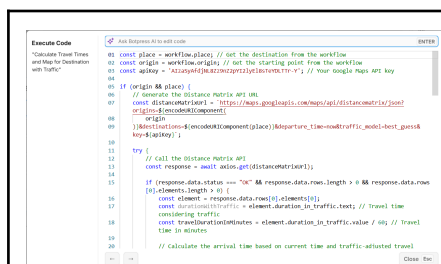 Execute Code
"Calculate Travel Times
and Map for Destination
with Traffic"
Ask Botpress AI to edit code ENTER
01 const place = workflow.place; // Get the destination from the workflow
02 const origin = workflow.origin; // Get the starting point from the workflow
03 const apiKey = ; // Your Google Maps API key
04
05 if (origin && place) {
06 // Generate the Distance Matrix API URL
07 const distanceMatrixUrl = `https://maps.googleapis.com/maps/api/distancematrix/json?
origins=${encodeURIComponent(
08 origin
09 )}&destinations=${encodeURIComponent(place)}&departure_time=now&traffic_model=best_guess&
key=${apiKey}`;
10
11 try {
12 // Call the Distance Matrix API
13 const response = await axios.get(distanceMatrixUrl);
14
15 if (response.data.status === "OK" && response.data.rows.length > 0 && response.data.rows
[0].elements.length > 0) {
16 const element = response.data.rows[0].elements[0];
17 const durationWithTraffic = element.duration_in_traffic.text; // Travel time
considering traffic
18 const travelDurationInMinutes = element.duration_in_traffic.value / 60; // Travel
time in minutes
19
20 // Calculate the arrival time based on current time and traffic-adjusted travel
← → Close Esc